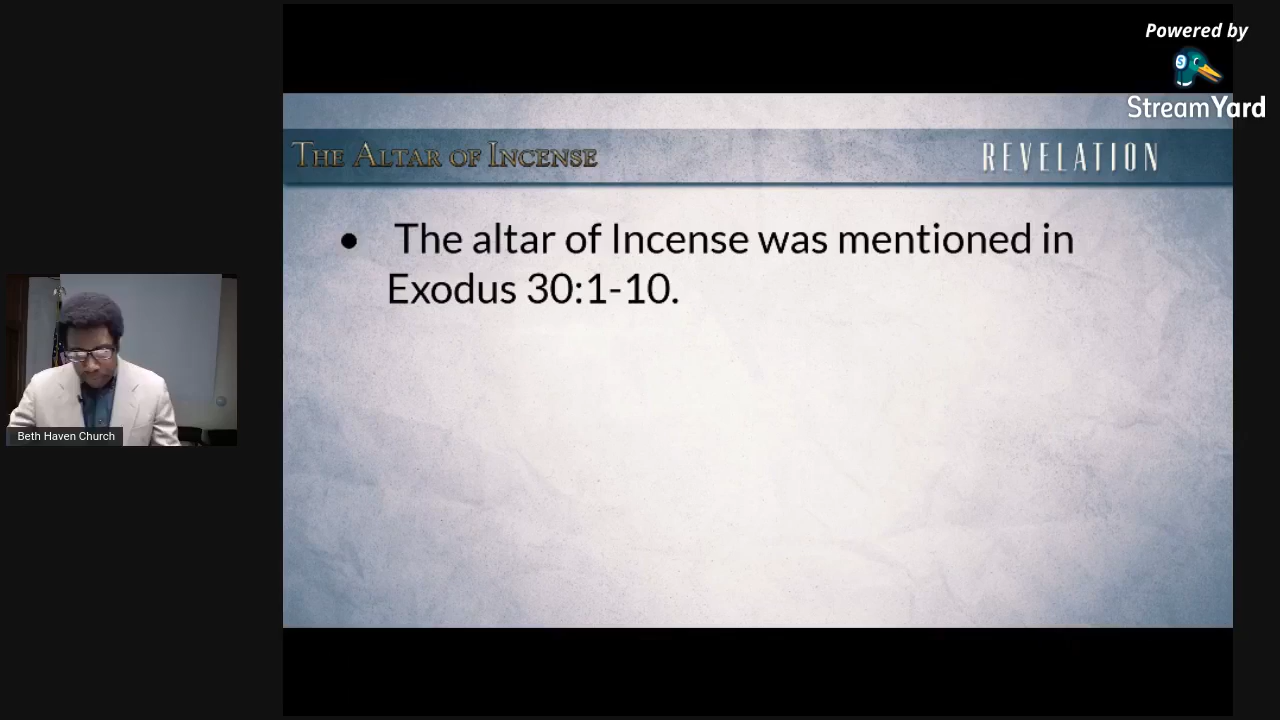 Powered by
StreamYard
THE ALTAR OF INCENSE
REVELATION
• The altar of Incense was mentioned in
Exodus 30:1-10.
Beth Haven Church